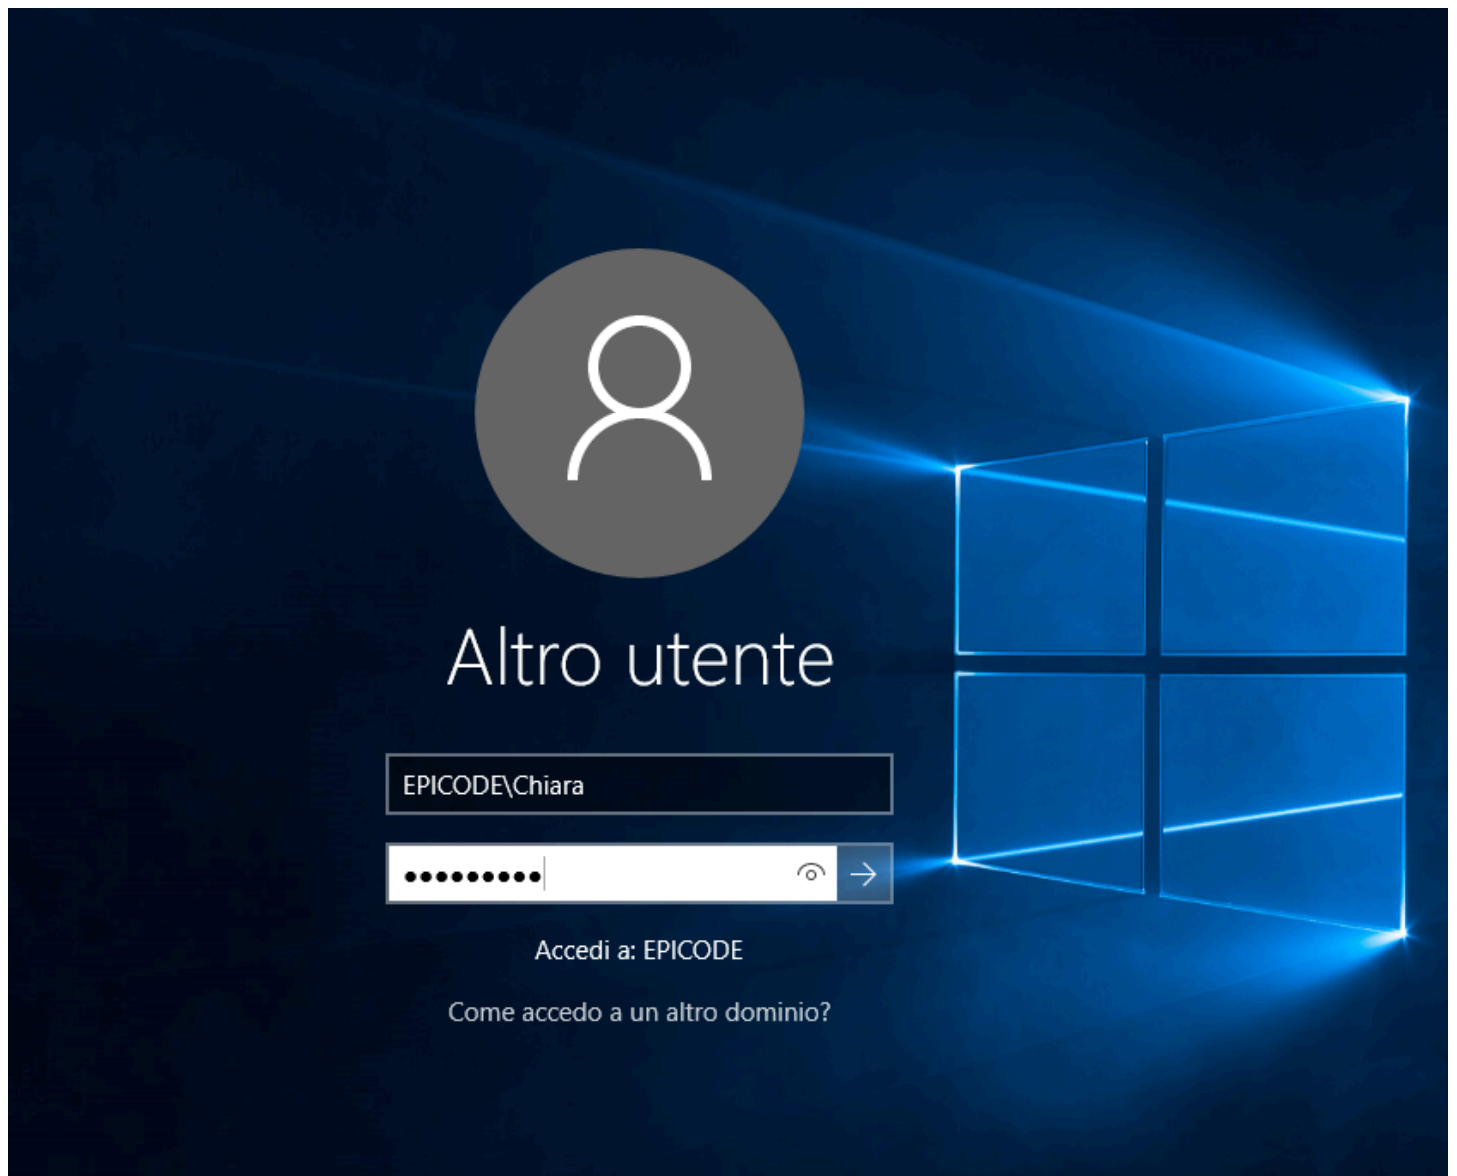 Altro utente
EPICODE\Chiara
Accedi a: EPICODE
Come accedo a un altro dominio?